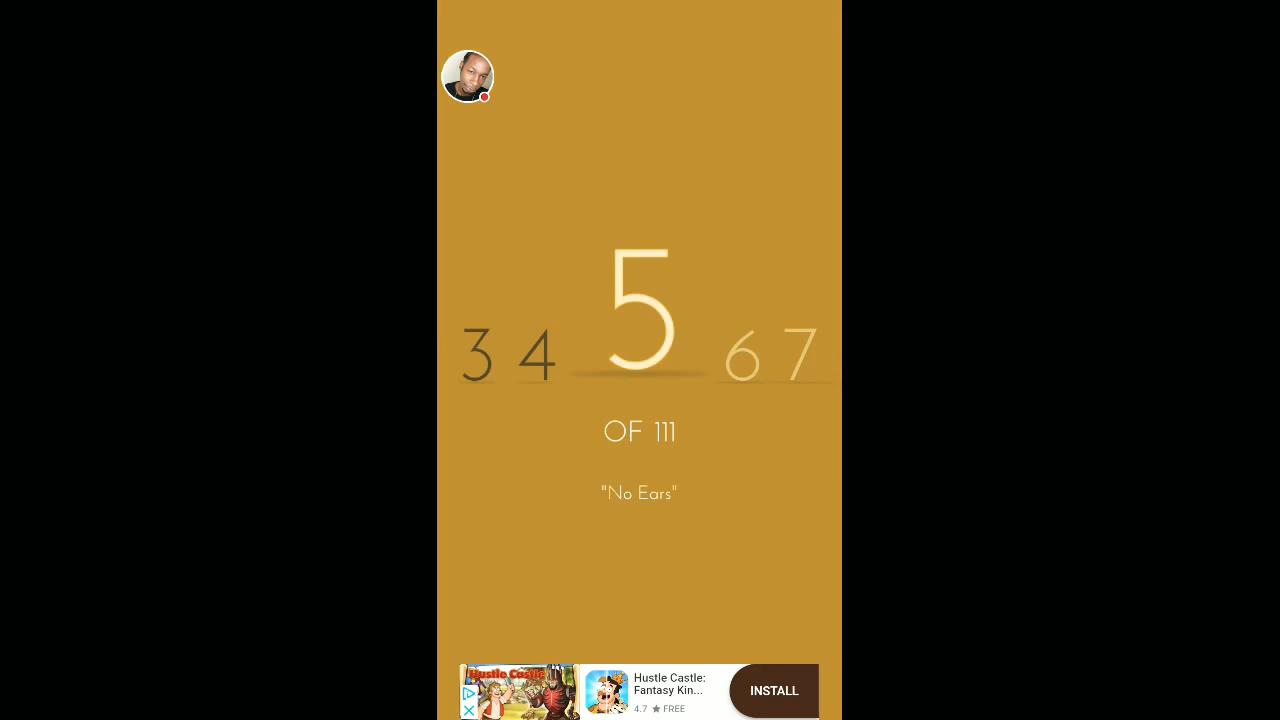 5
3 4 6 7
OF 111
"No Ears"
Hustle Castle
Hustle Castle:
Fantasy Kin...
4.7 ★ FREE
INSTALL